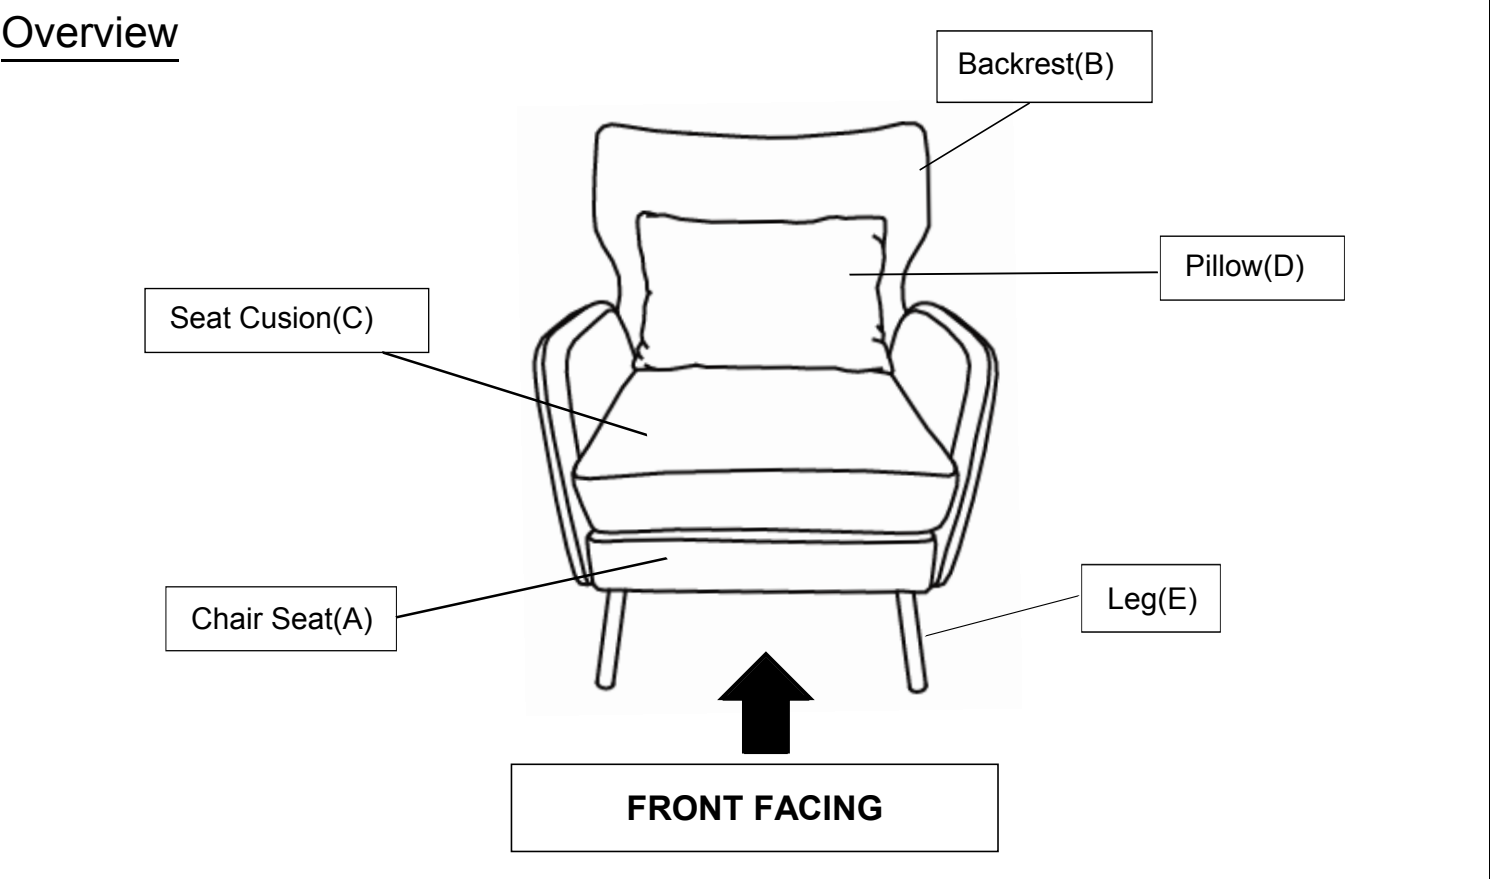 Overview
Backrest(B)
Pillow(D)
Seat Cusion(C)
Chair Seat(A)
Leg(E)
FRONT FACING